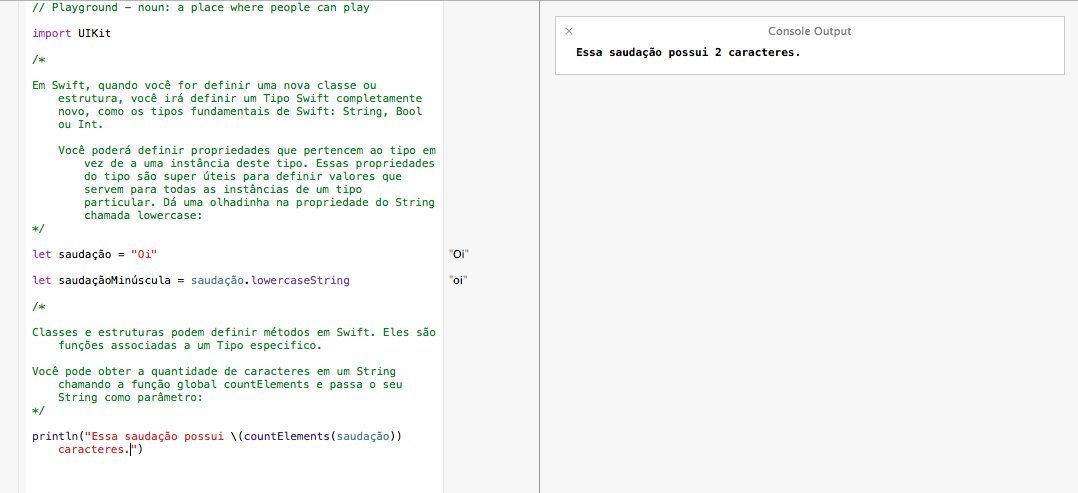 // Playground - noun: a place where people can play
import UIKit
/*
Em Swift, quando você for definir uma nova classe ou
estrutura, você irá definir um Tipo Swift completamente
novo, como os tipos fundamentais de Swift: String, Bool
ou Int.
Você poderá definir propriedades que pertencem ao tipo em
vez de a uma instância deste tipo. Essas propriedades
do tipo são super úteis para definir valores que
servem para todas as instâncias de um tipo
particular. Dá uma olhadinha na propriedade do String
chamada lowercase:
*/
let saudação = "Oi"
let saudaçãoMinúscula = saudação.lowercaseString
/*
Classes e estruturas podem definir métodos em Swift. Eles são
funções associadas a um Tipo especifico.
Você pode obter a quantidade de caracteres em um String
chamando a função global countElements e passa o seu
String como parâmetro:
*/
println("Essa saudação possui \(countElements(saudação))
caracteres.")
"Oi"
"oi"
Console Output
Essa saudação possui 2 caracteres.